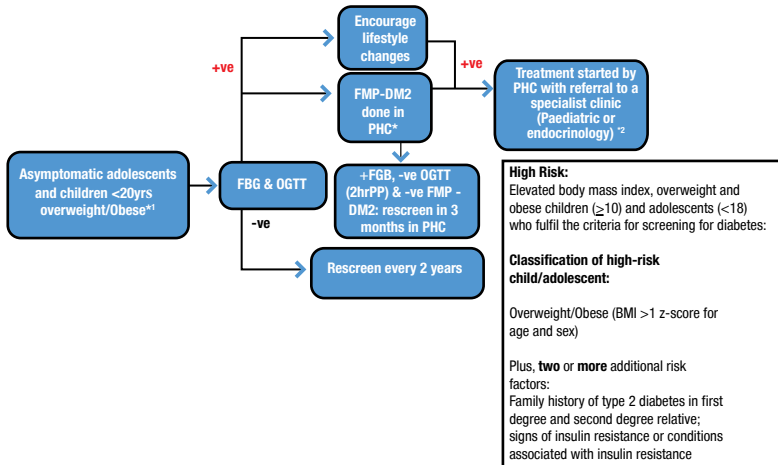 Encourage
lifestyle
changes
+ve
+ve
FMP-DM2
done in
PHC*
Treatment started by
PHC with referral to a
specialist clinic
(Paediatric or
endocrinology) *2
Asymptomatic adolescents
and children <20yrs
overweight/Obese*1
FBG & OGTT
+FGB, -ve OGTT
(2hrPP) & -ve FMP -
DM2: rescreen in 3
months in PHC
-ve
Rescreen every 2 years
High Risk:
Elevated body mass index, overweight and
obese children (≥10) and adolescents (<18)
who fulfil the criteria for screening for diabetes:
Classification of high-risk
child/adolescent:
Overweight/Obese (BMI >1 z-score for
age and sex)
Plus, two or more additional risk
factors:
Family history of type 2 diabetes in first
degree and second degree relative;
signs of insulin resistance or conditions
associated with insulin resistance